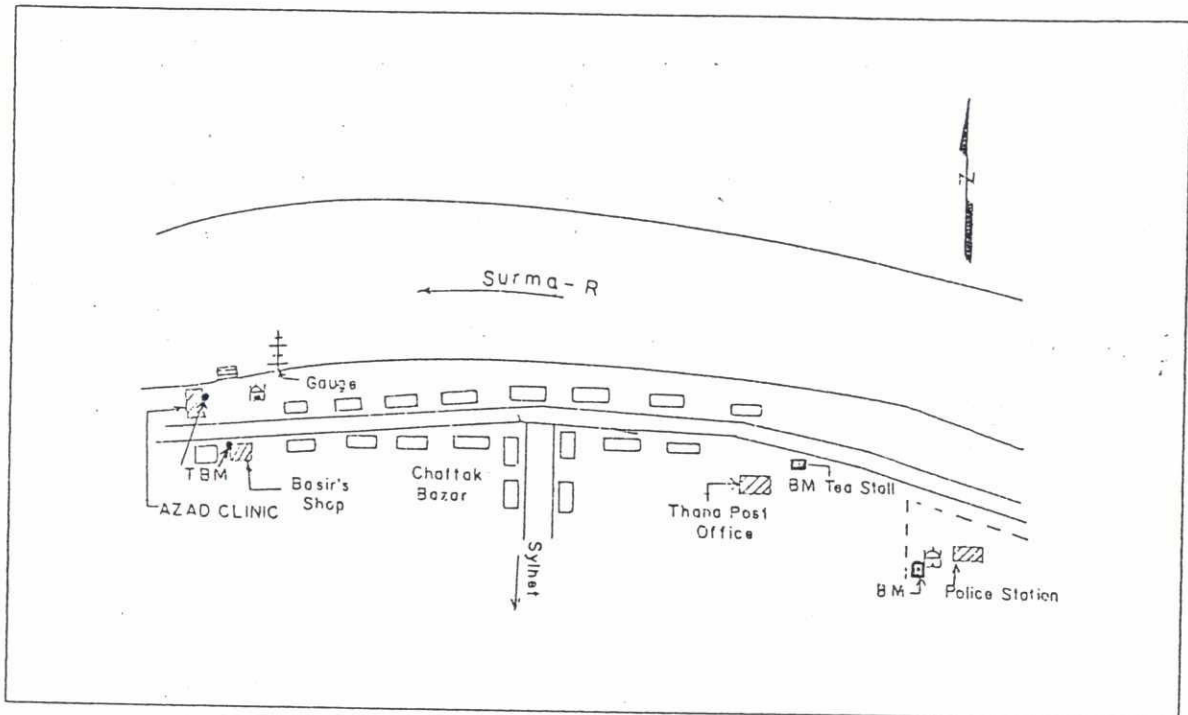 N
Surma-R
Gauge
TBM
AZAD CLINIC
Basir's
Shop
Chattak
Bazar
Sylhet
Thana Post
Office
BM Tea Stall
BM
Police Station